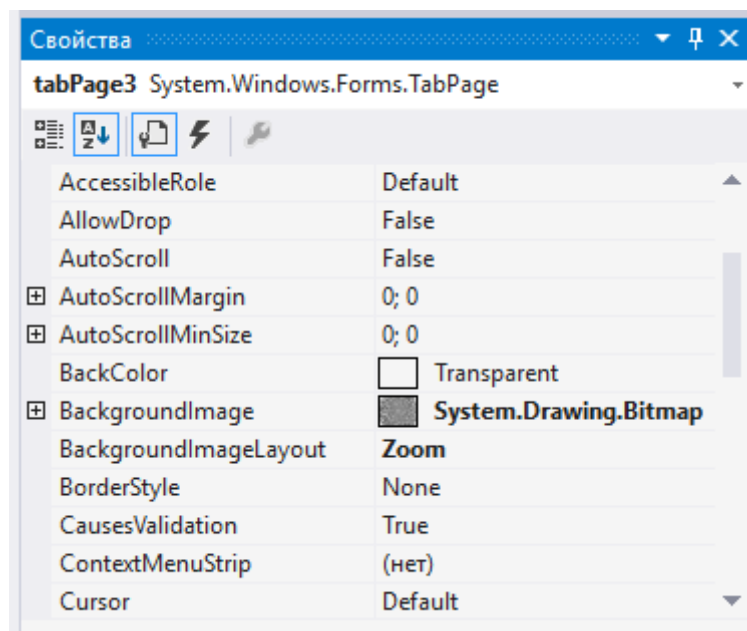 Свойства
tabPage3 System.Windows.Forms.TabPage
AccessibleRole Default
AllowDrop False
AutoScroll False
AutoScrollMargin 0; 0
AutoScrollMinSize 0; 0
BackColor Transparent
BackgroundImage System.Drawing.Bitmap
BackgroundImageLayout Zoom
BorderStyle None
CausesValidation True
ContextMenuStrip (нет)
Cursor Default